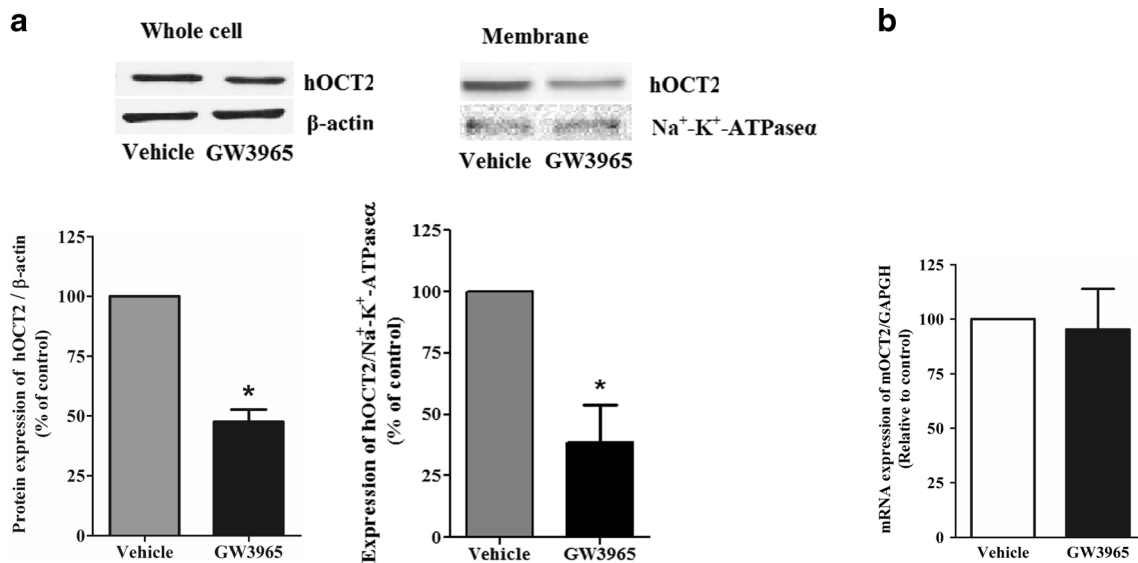 a
Whole cell
hOCT2
β-actin
Vehicle GW3965
Membrane
hOCT2
Na⁺-K⁺-ATPaseα
Vehicle GW3965
Protein expression of hOCT2 / β-actin
(% of control)
125
100
75
50
25
0
*
Vehicle GW3965
Expression of hOCT2/Na⁺-K⁺-ATPaseα
(% of control)
125
100
75
50
25
0
*
Vehicle GW3965
b
mRNA expression of mOCT2/GAPGH
(Relative to control)
125
100
75
50
25
0
Vehicle GW3965